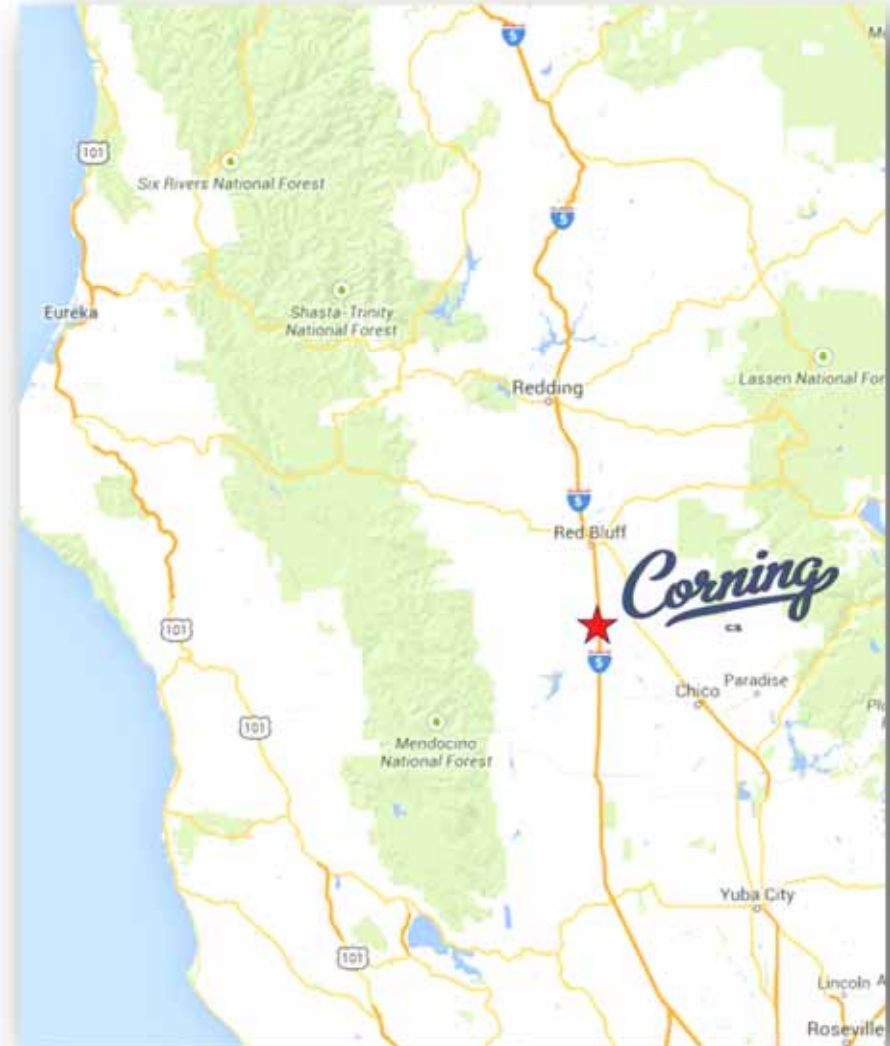 5
M
101
Six Rivers National Forest
5
Eureka
Shasta-Trinity
National Forest
Lassen National For
Redding
5
Red Bluff
Corning
CA
101
5
Paradise
Chico
Pl
101
Mendocino
National Forest
Yuba City
101
Lincoln A
Roseville